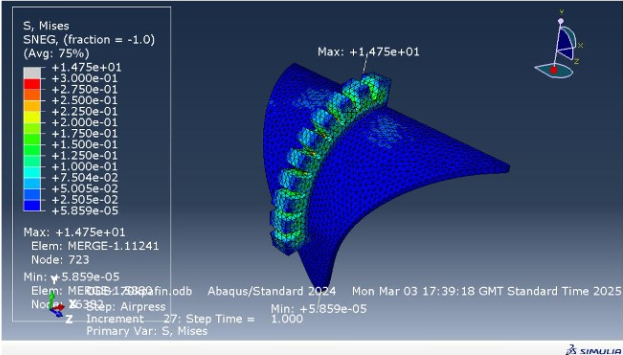 S, Mises
SNEG, (fraction = -1.0)
(Avg: 75%)
+1.475e+01
+3.000e-01
+2.750e-01
+2.500e-01
+2.250e-01
+2.000e-01
+1.750e-01
+1.500e-01
+1.250e-01
+1.000e-01
+7.504e-02
+5.005e-02
+2.505e-02
+5.859e-05
Max: +1.475e+01
Elem: MERGE-1.11241
Node: 723
Min: +5.859e-05
Elem:
Node:
Max: +1.475e+01
Min: +5.859e-05
Y
X
Z
Y
X
Z
.odb Abaqus/Standard 2024 Mon Mar 03 17:39:18 GMT Standard Time 2025
Step: Airpress
Increment 27: Step Time = 1.000
Primary Var: S, Mises
SIMULIA